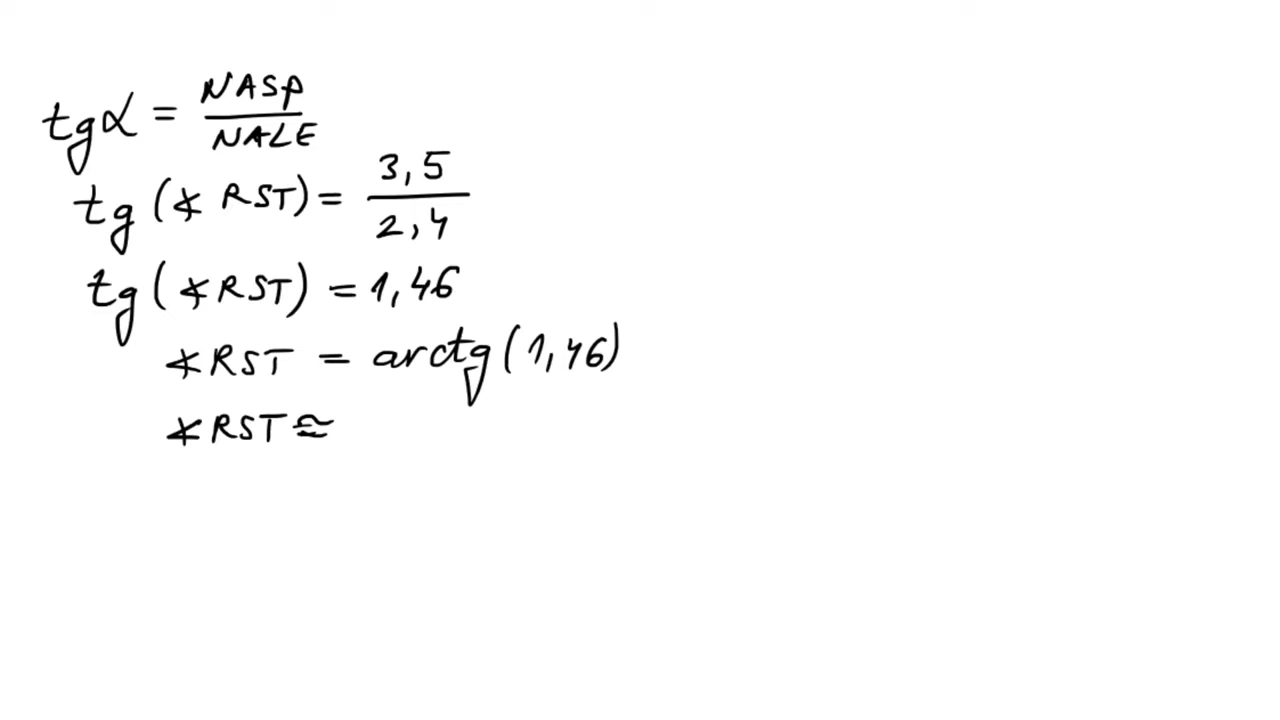 tgα = NASP/NALE
tg(∢ RST) = 3,5/2,4
tg(∢RST) = 1,46
∢RST = arctg(1,46)
∢RST ≅